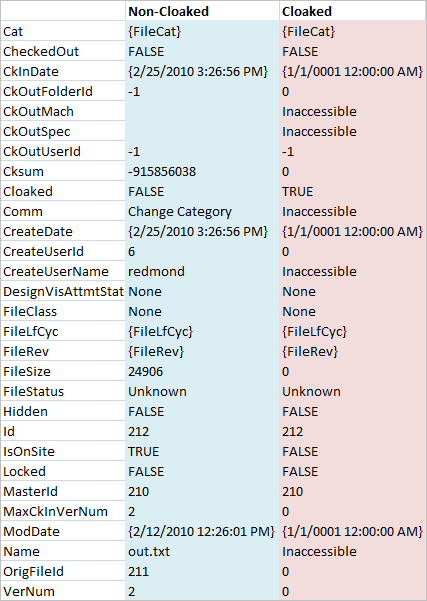 Non-Cloaked Cloaked
Cat {FileCat} {FileCat}
CheckedOut FALSE FALSE
CkInDate {2/25/2010 3:26:56 PM} {1/1/0001 12:00:00 AM}
CkOutFolderId -1 0
CkOutMach Inaccessible
CkOutSpec Inaccessible
CkOutUserId -1 -1
Cksum -915856038 0
Cloaked FALSE TRUE
Comm Change Category Inaccessible
CreateDate {2/25/2010 3:26:56 PM} {1/1/0001 12:00:00 AM}
CreateUserId 6 0
CreateUserName redmond Inaccessible
DesignVisAttmtStat None None
FileClass None None
FileLfCyc {FileLfCyc} {FileLfCyc}
FileRev {FileRev} {FileRev}
FileSize 24906 0
FileStatus Unknown Unknown
Hidden FALSE FALSE
Id 212 212
IsOnSite TRUE FALSE
Locked FALSE FALSE
MasterId 210 210
MaxCkInVerNum 2 0
ModDate {2/12/2010 12:26:01 PM} {1/1/0001 12:00:00 AM}
Name out.txt Inaccessible
OrigFileId 211 0
VerNum 2 0